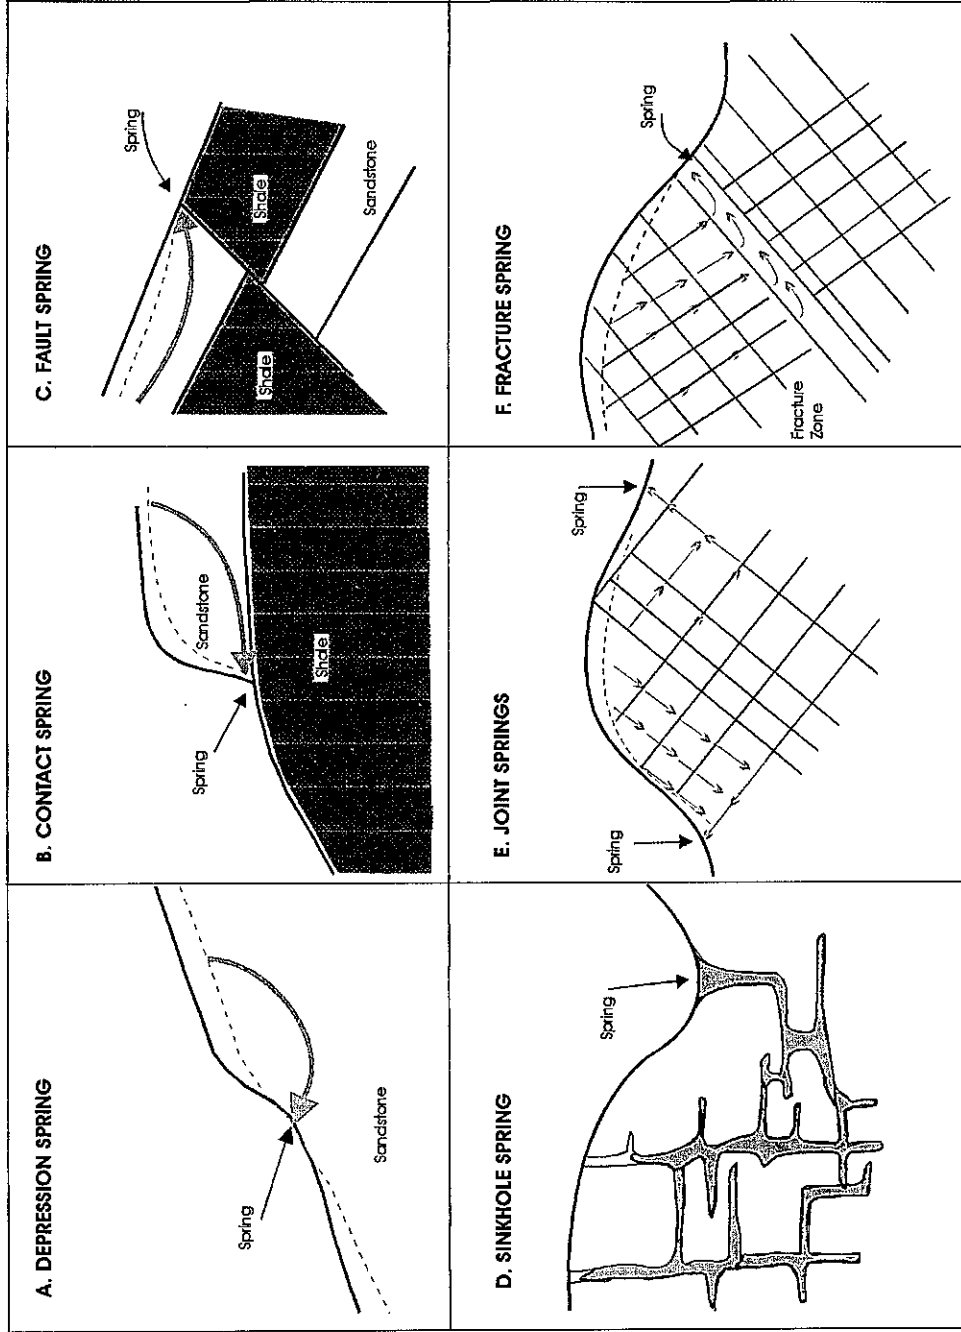 A. DEPRESSION SPRING
Spring
Sandstone
B. CONTACT SPRING
Spring
Sandstone
Shale
C. FAULT SPRING
Spring
Shale
Shale
Sandstone
D. SINKHOLE SPRING
Spring
E. JOINT SPRINGS
Spring
Spring
F. FRACTURE SPRING
Spring
Fracture
Zone